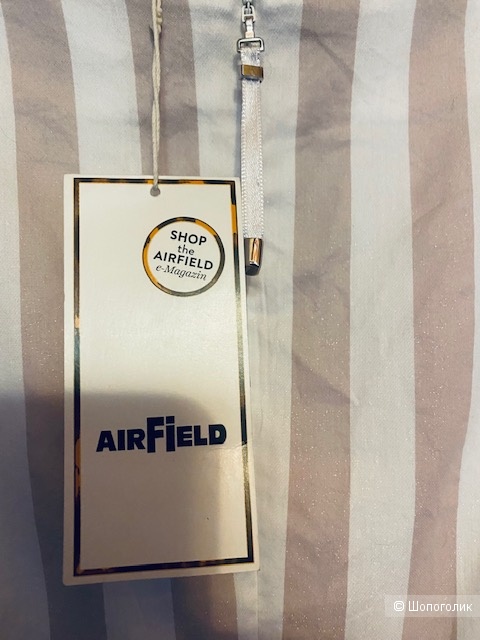 SHOP
the
AIRFIELD
e-Magazin
AIRFiELD
© Шопоголик